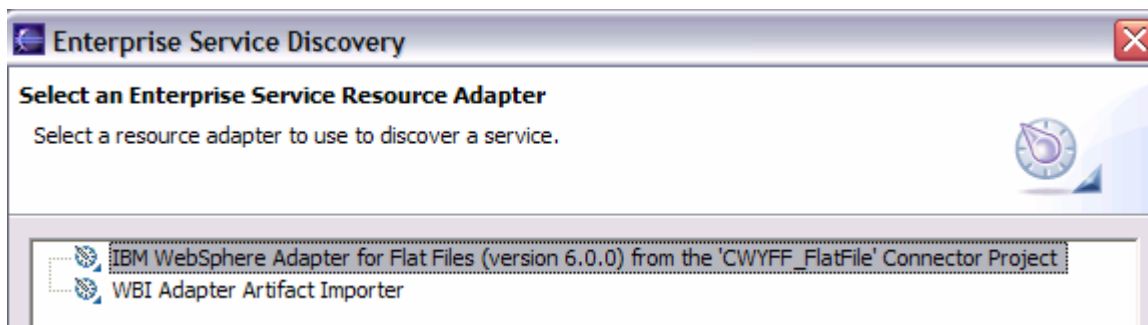 Enterprise Service Discovery
Select an Enterprise Service Resource Adapter
Select a resource adapter to use to discover a service.
IBM WebSphere Adapter for Flat Files (version 6.0.0) from the 'CWYFF_FlatFile' Connector Project
WBI Adapter Artifact Importer